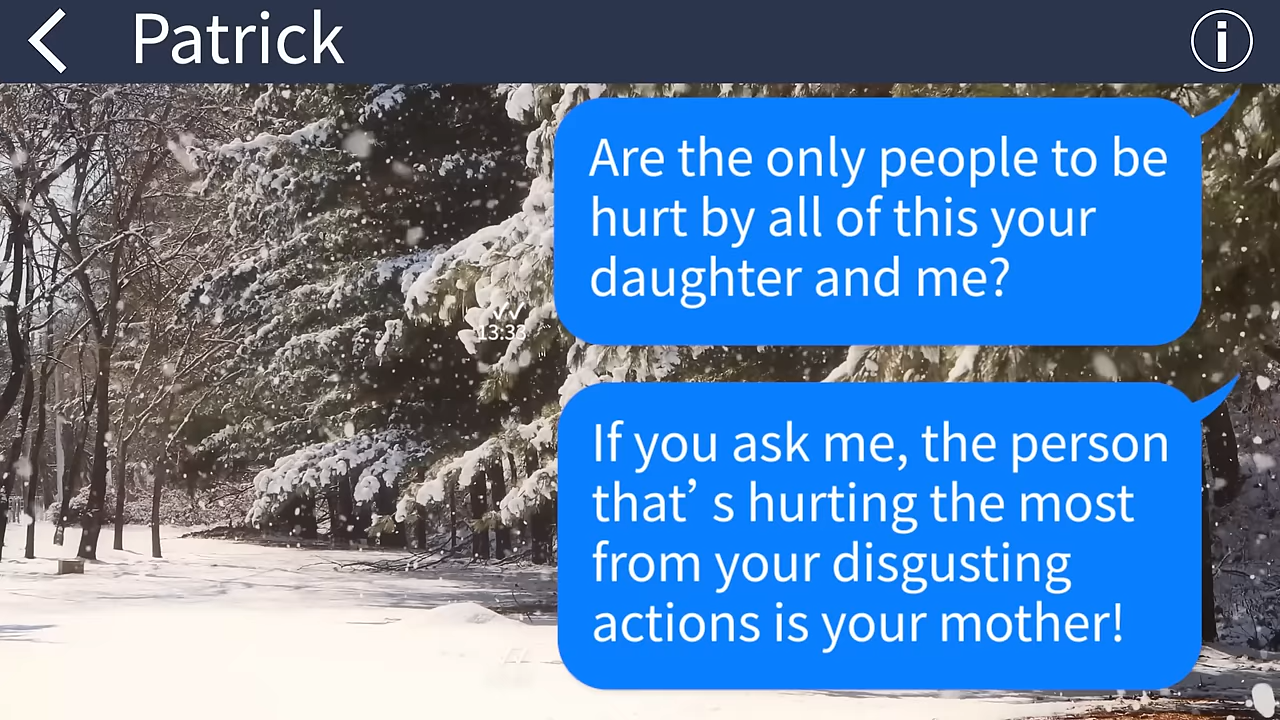 Patrick
Are the only people to be
hurt by all of this your
daughter and me?
13:33
If you ask me, the person
that’s hurting the most
from your disgusting
actions is your mother!